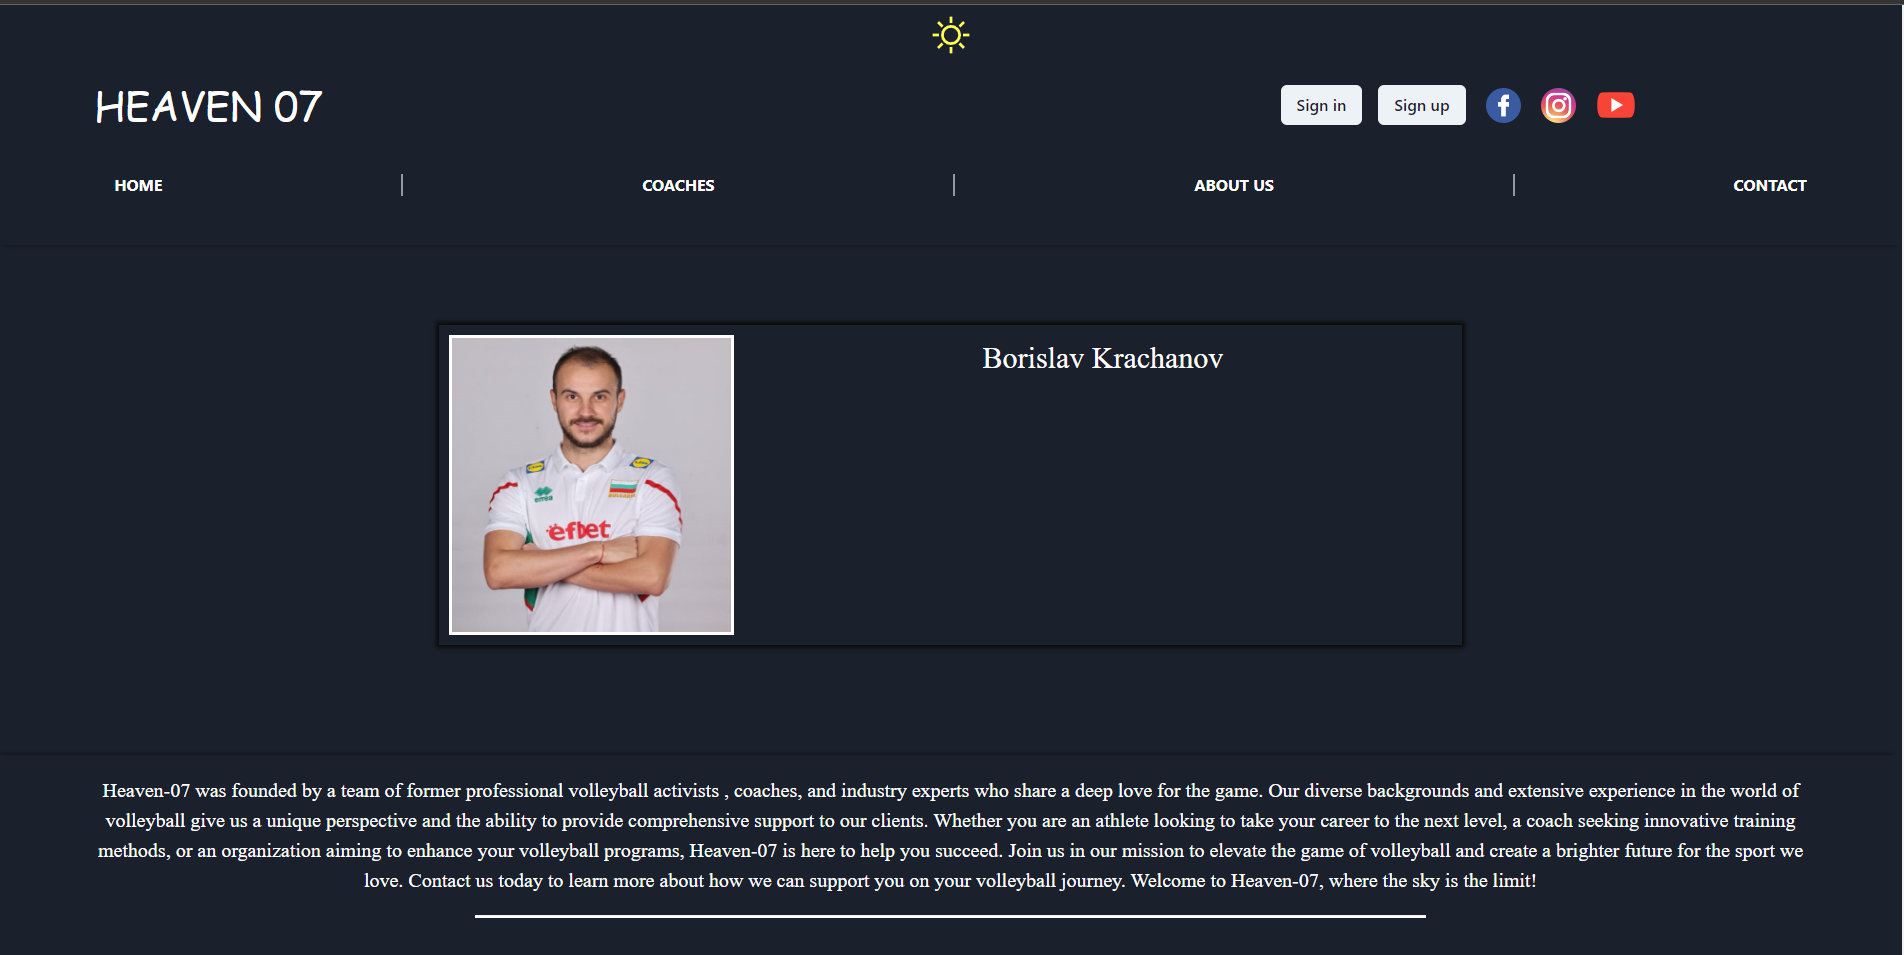 HEAVEN 07
Sign in
Sign up
HOME
COACHES
ABOUT US
CONTACT
Borislav Krachanov
errea
efbet
Heaven-07 was founded by a team of former professional volleyball activists , coaches, and industry experts who share a deep love for the game. Our diverse backgrounds and extensive experience in the world of
volleyball give us a unique perspective and the ability to provide comprehensive support to our clients. Whether you are an athlete looking to take your career to the next level, a coach seeking innovative training
methods, or an organization aiming to enhance your volleyball programs, Heaven-07 is here to help you succeed. Join us in our mission to elevate the game of volleyball and create a brighter future for the sport we
love. Contact us today to learn more about how we can support you on your volleyball journey. Welcome to Heaven-07, where the sky is the limit!